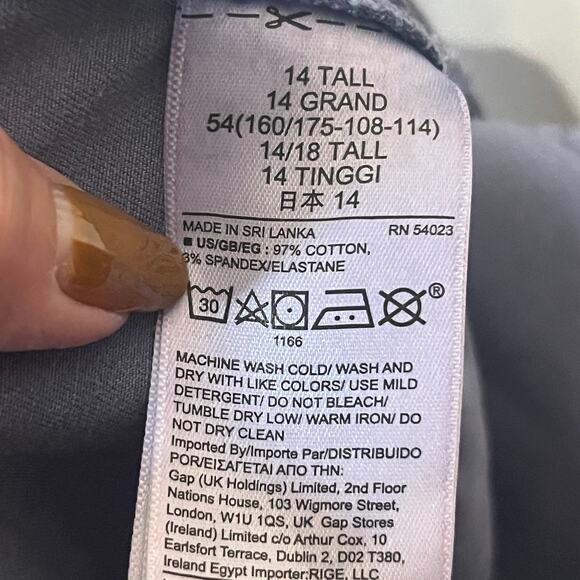 14 TALL
14 GRAND
54(160/175-108-114)
14/18 TALL
14 TINGGI
日本 14
MADE IN SRI LANKA RN 54023
■ US/GB/EG : 97% COTTON,
3% SPANDEX/ELASTANE
30 ®
1166
MACHINE WASH COLD/ WASH AND
DRY WITH LIKE COLORS/ USE MILD
DETERGENT/ DO NOT BLEACH/
TUMBLE DRY LOW/ WARM IRON/ DO
NOT DRY CLEAN
Imported By/Importe Par/DISTRIBUIDO
POR/ΕΙΣΑΓΕΤΑΙ ΑΠΟ ΤΗΝ:
Gap (UK Holdings) Limited, 2nd Floor
Nations House, 103 Wigmore Street,
London, W1U 1QS, UK Gap Stores
(Ireland) Limited c/o Arthur Cox, 10
Earlsfort Terrace, Dublin 2, D02 T380,
Ireland Egypt Importer:RIGE, LLC